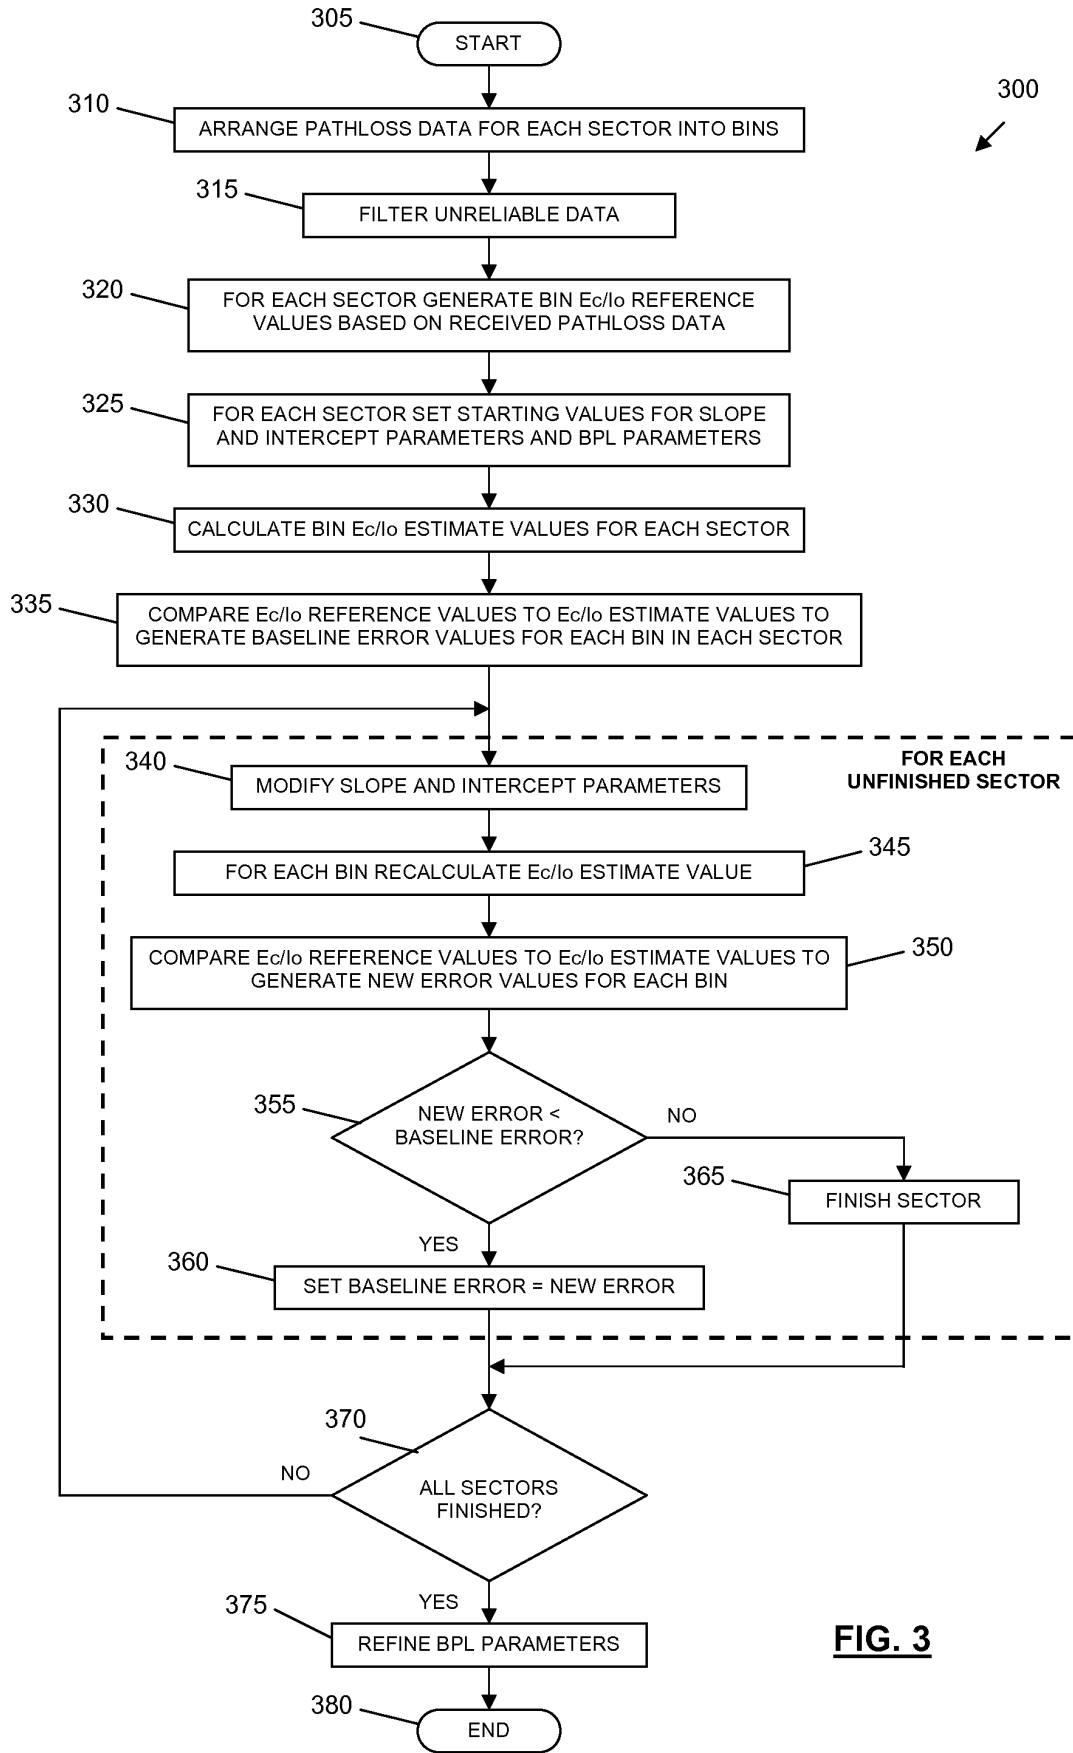 305
START
300
310
ARRANGE PATHLOSS DATA FOR EACH SECTOR INTO BINS
315
FILTER UNRELIABLE DATA
320
FOR EACH SECTOR GENERATE BIN Ec/Io REFERENCE
VALUES BASED ON RECEIVED PATHLOSS DATA
325
FOR EACH SECTOR SET STARTING VALUES FOR SLOPE
AND INTERCEPT PARAMETERS AND BPL PARAMETERS
330
CALCULATE BIN Ec/Io ESTIMATE VALUES FOR EACH SECTOR
335
COMPARE Ec/Io REFERENCE VALUES TO Ec/Io ESTIMATE VALUES TO
GENERATE BASELINE ERROR VALUES FOR EACH BIN IN EACH SECTOR
FOR EACH
UNFINISHED SECTOR
340
MODIFY SLOPE AND INTERCEPT PARAMETERS
345
FOR EACH BIN RECALCULATE Ec/Io ESTIMATE VALUE
350
COMPARE Ec/Io REFERENCE VALUES TO Ec/Io ESTIMATE VALUES TO
GENERATE NEW ERROR VALUES FOR EACH BIN
355
NEW ERROR <
BASELINE ERROR?
NO
365
FINISH SECTOR
YES
360
SET BASELINE ERROR = NEW ERROR
370
ALL SECTORS
FINISHED?
NO
YES
375
REFINE BPL PARAMETERS
FIG. 3
380
END